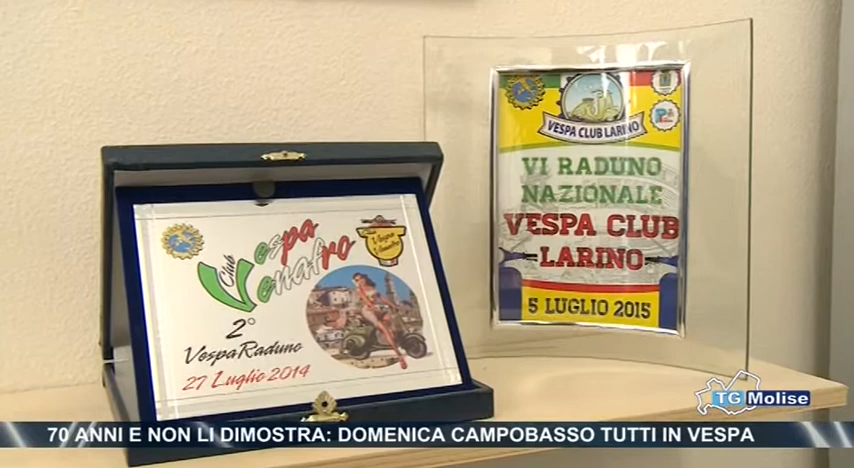 VESPA CLUB LARINO
VI RADUNO
NAZIONALE
VESPA CLUB
LARINO
5 LUGLIO 2015
Club
Vespa
Venafro
2°
VespaRaduno
27 Luglio 2014
TG Molise
70 ANNI E NON LI DIMOSTRA: DOMENICA CAMPOBASSO TUTTI IN VESPA